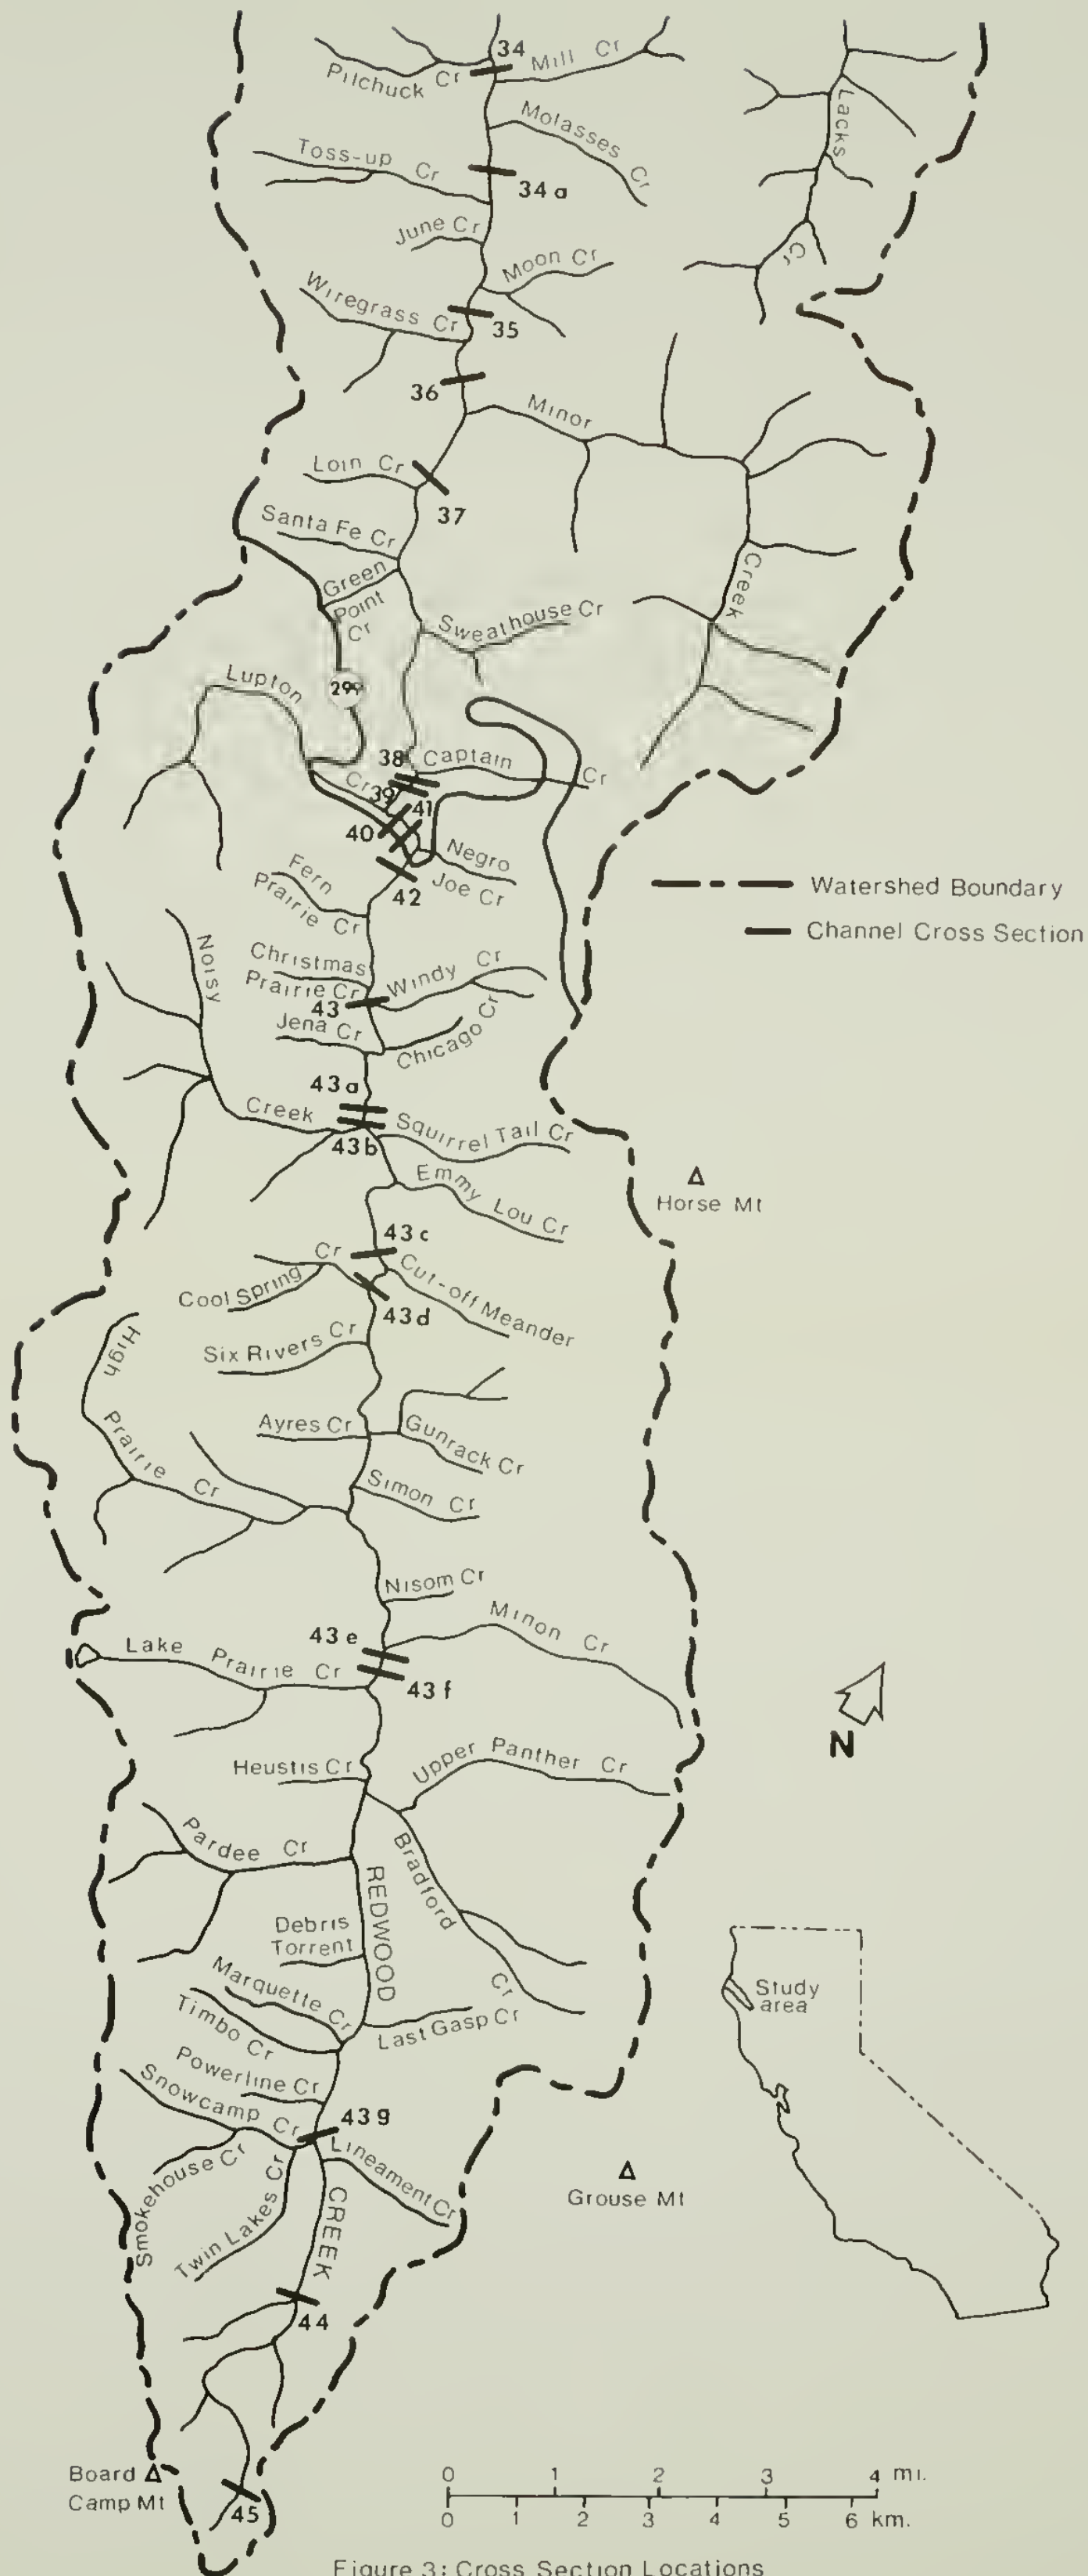 34
Mill Cr
Pilchuck Cr
Lacks
Cr
Molasses Cr
Toss-up Cr
34a
June Cr
Moon Cr
Wiregrass Cr
35
36
Minor
Creek
Loin Cr
37
Santa Fe Cr
Green
Point
Cr
Sweathouse Cr
Lupton
Cr
299
38
Captain Cr
39
41
40
Negro
Joe Cr
42
Fern
Prairie Cr
Watershed Boundary
Channel Cross Section
Noisy
Creek
Christmas
Prairie Cr
Windy Cr
43
Jena Cr
Chicago Cr
43a
Squirrel Tail Cr
43b
Emmy Lou Cr
Horse Mt
43c
Cool Spring Cr
Cut-off Meander
43d
Six Rivers Cr
High
Prairie Cr
Ayres Cr
Gunrack Cr
Simon Cr
Nisom Cr
Minon Cr
43e
Lake Prairie Cr
43f
N
Heustis Cr
Upper Panther Cr
Pardee Cr
Bradford Cr
REDWOOD
Debris
Torrent
Study
area
Marquette Cr
Timbo Cr
Last Gasp Cr
Powerline Cr
Snowcamp Cr
43g
Lineament Cr
Smokehouse Cr
Twin Lakes Cr
CREEK
Grouse Mt
44
Board
Camp Mt
45
0 1 2 3 4 mi.
0 1 2 3 4 5 6 km.
Figure 3: Cross Section Locations